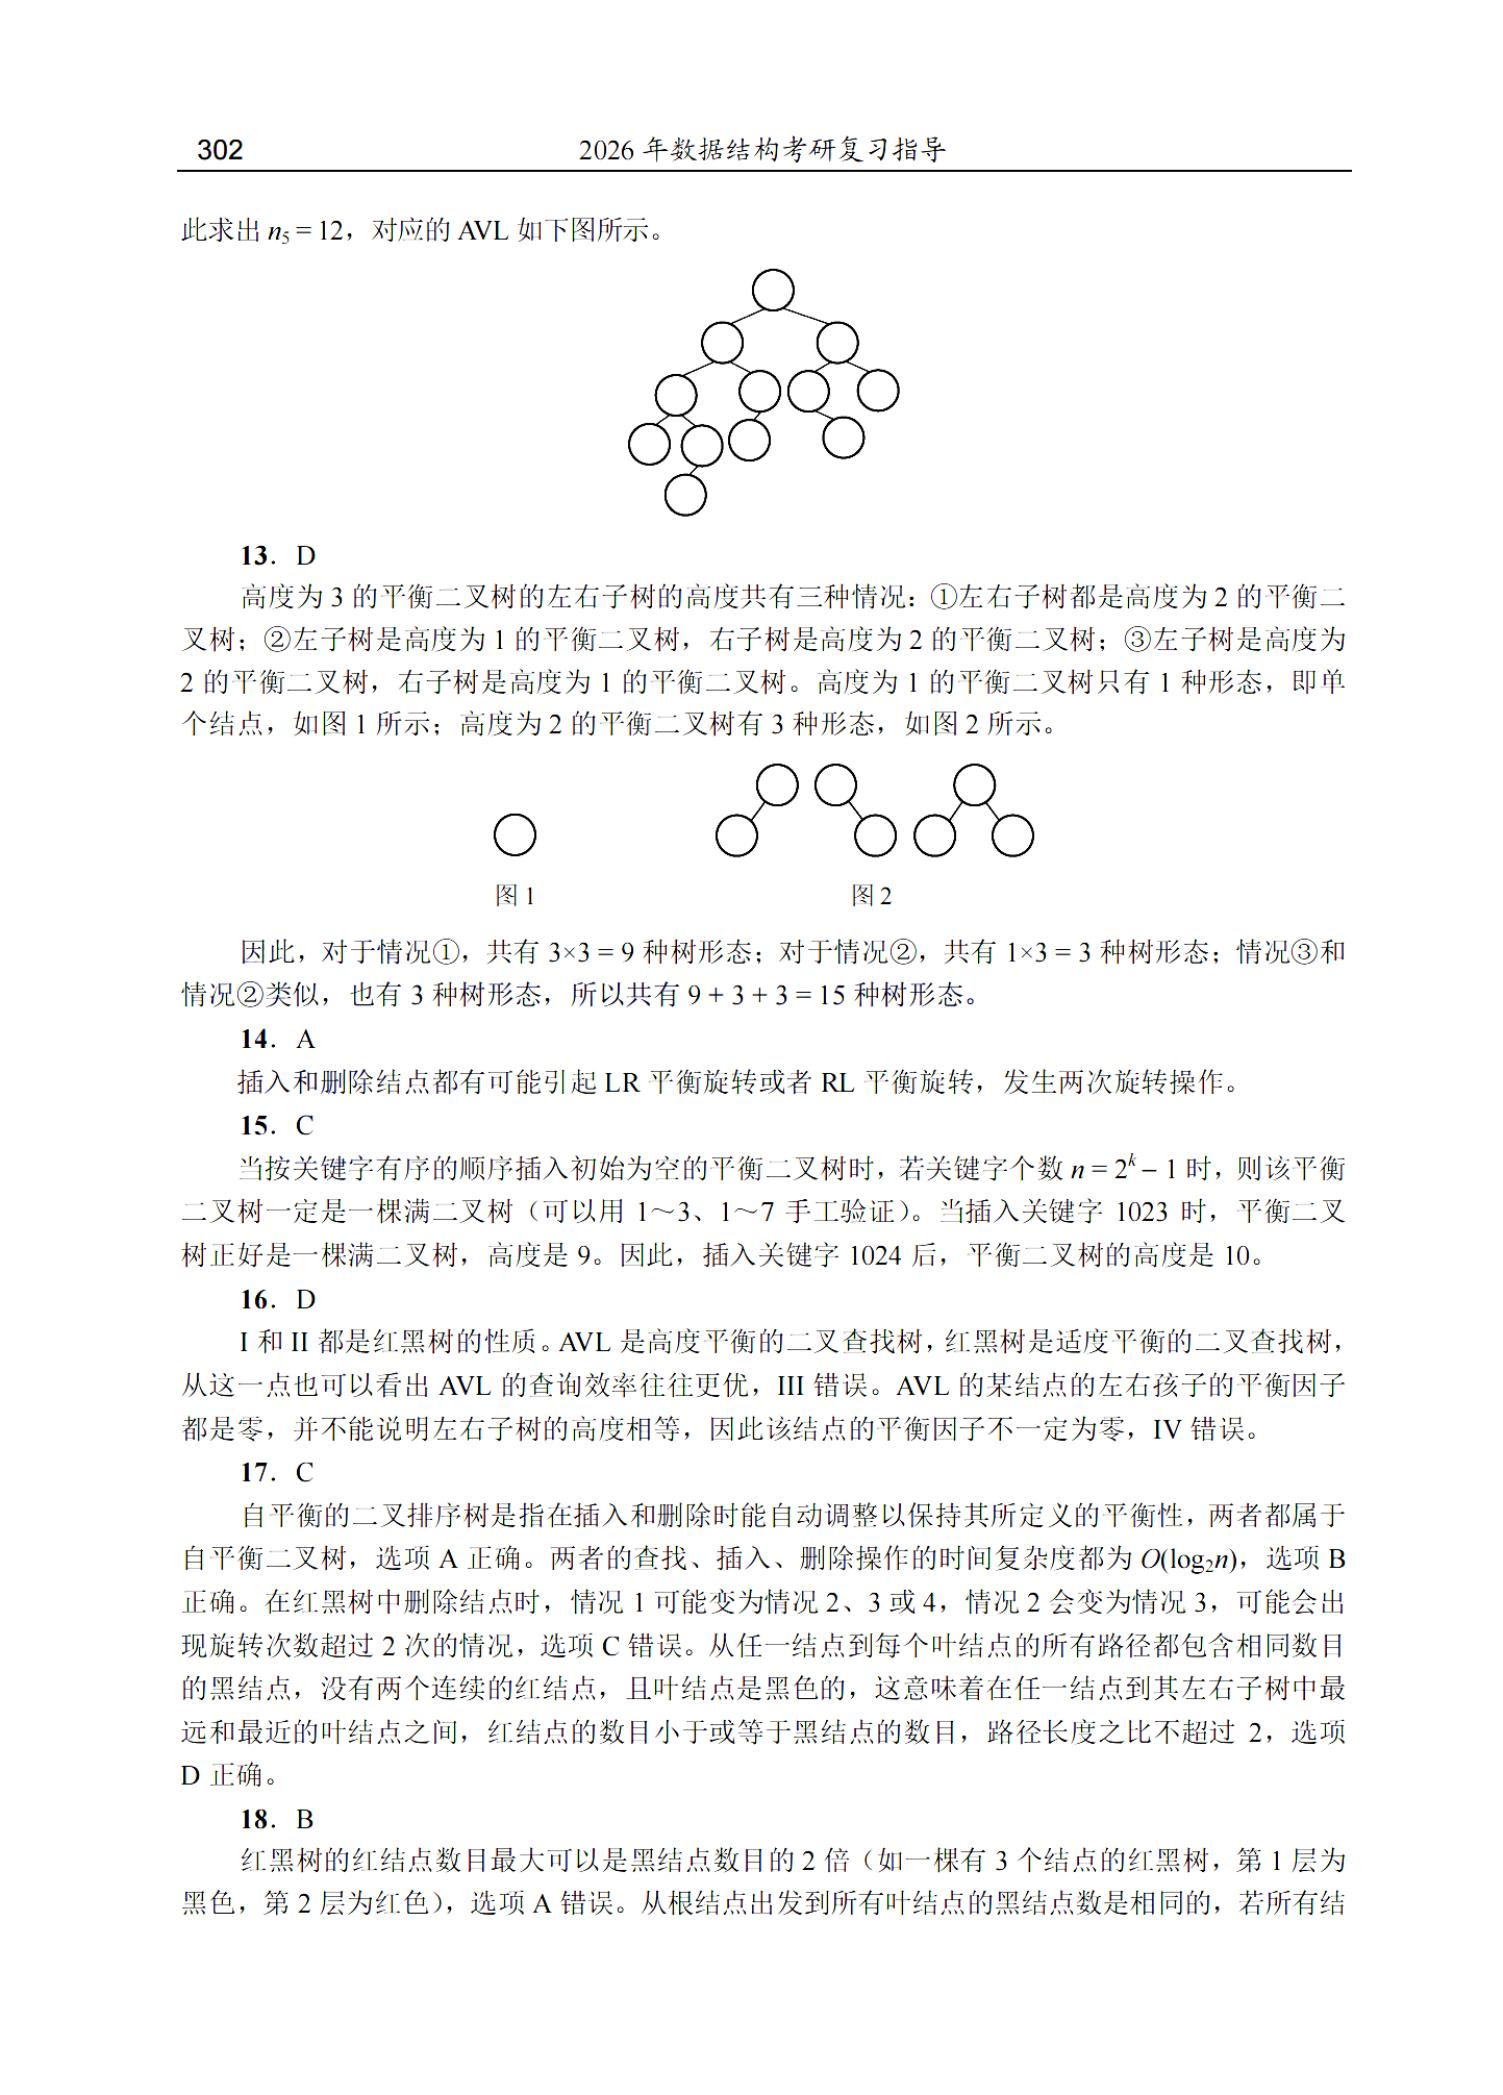 302
2026 年数据结构考研复习指导
此求出 n₅ = 12，对应的 AVL 如下图所示。
13． D
高度为 3 的平衡二叉树的左右子树的高度共有三种情况：①左右子树都是高度为 2 的平衡二
叉树；②左子树是高度为 1 的平衡二叉树，右子树是高度为 2 的平衡二叉树；③左子树是高度为
2 的平衡二叉树，右子树是高度为 1 的平衡二叉树。高度为 1 的平衡二叉树只有 1 种形态，即单
个结点，如图 1 所示；高度为 2 的平衡二叉树有 3 种形态，如图 2 所示。
图 1
图 2
因此，对于情况①，共有 3×3 = 9 种树形态；对于情况②，共有 1×3 = 3 种树形态；情况③和
情况②类似，也有 3 种树形态，所以共有 9 + 3 + 3 = 15 种树形态。
14． A
插入和删除结点都有可能引起 LR 平衡旋转或者 RL 平衡旋转，发生两次旋转操作。
15． C
当按关键字有序的顺序插入初始为空的平衡二叉树时，若关键字个数 n = 2ᵏ – 1 时，则该平衡
二叉树一定是一棵满二叉树（可以用 1～3、1～7 手工验证）。当插入关键字 1023 时，平衡二叉
树正好是一棵满二叉树，高度是 9。因此，插入关键字 1024 后，平衡二叉树的高度是 10。
16． D
I 和 II 都是红黑树的性质。AVL 是高度平衡的二叉查找树，红黑树是适度平衡的二叉查找树，
从这一点也可以看出 AVL 的查询效率往往更优，III 错误。AVL 的某结点的左右孩子的平衡因子
都是零，并不能说明左右子树的高度相等，因此该结点的平衡因子不一定为零，IV 错误。
17． C
自平衡的二叉排序树是指在插入和删除时能自动调整以保持其所定义的平衡性，两者都属于
自平衡二叉树，选项 A 正确。两者的查找、插入、删除操作的时间复杂度都为 O(log₂n)，选项 B
正确。在红黑树中删除结点时，情况 1 可能变为情况 2、3 或 4，情况 2 会变为情况 3，可能会出
现旋转次数超过 2 次的情况，选项 C 错误。从任一结点到每个叶结点的所有路径都包含相同数目
的黑结点，没有两个连续的红结点，且叶结点是黑色的，这意味着在任一结点到其左右子树中最
远和最近的叶结点之间，红结点的数目小于或等于黑结点的数目，路径长度之比不超过 2，选项
D 正确。
18． B
红黑树的红结点数目最大可以是黑结点数目的 2 倍（如一棵有 3 个结点的红黑树，第 1 层为
黑色，第 2 层为红色），选项 A 错误。从根结点出发到所有叶结点的黑结点数是相同的，若所有结